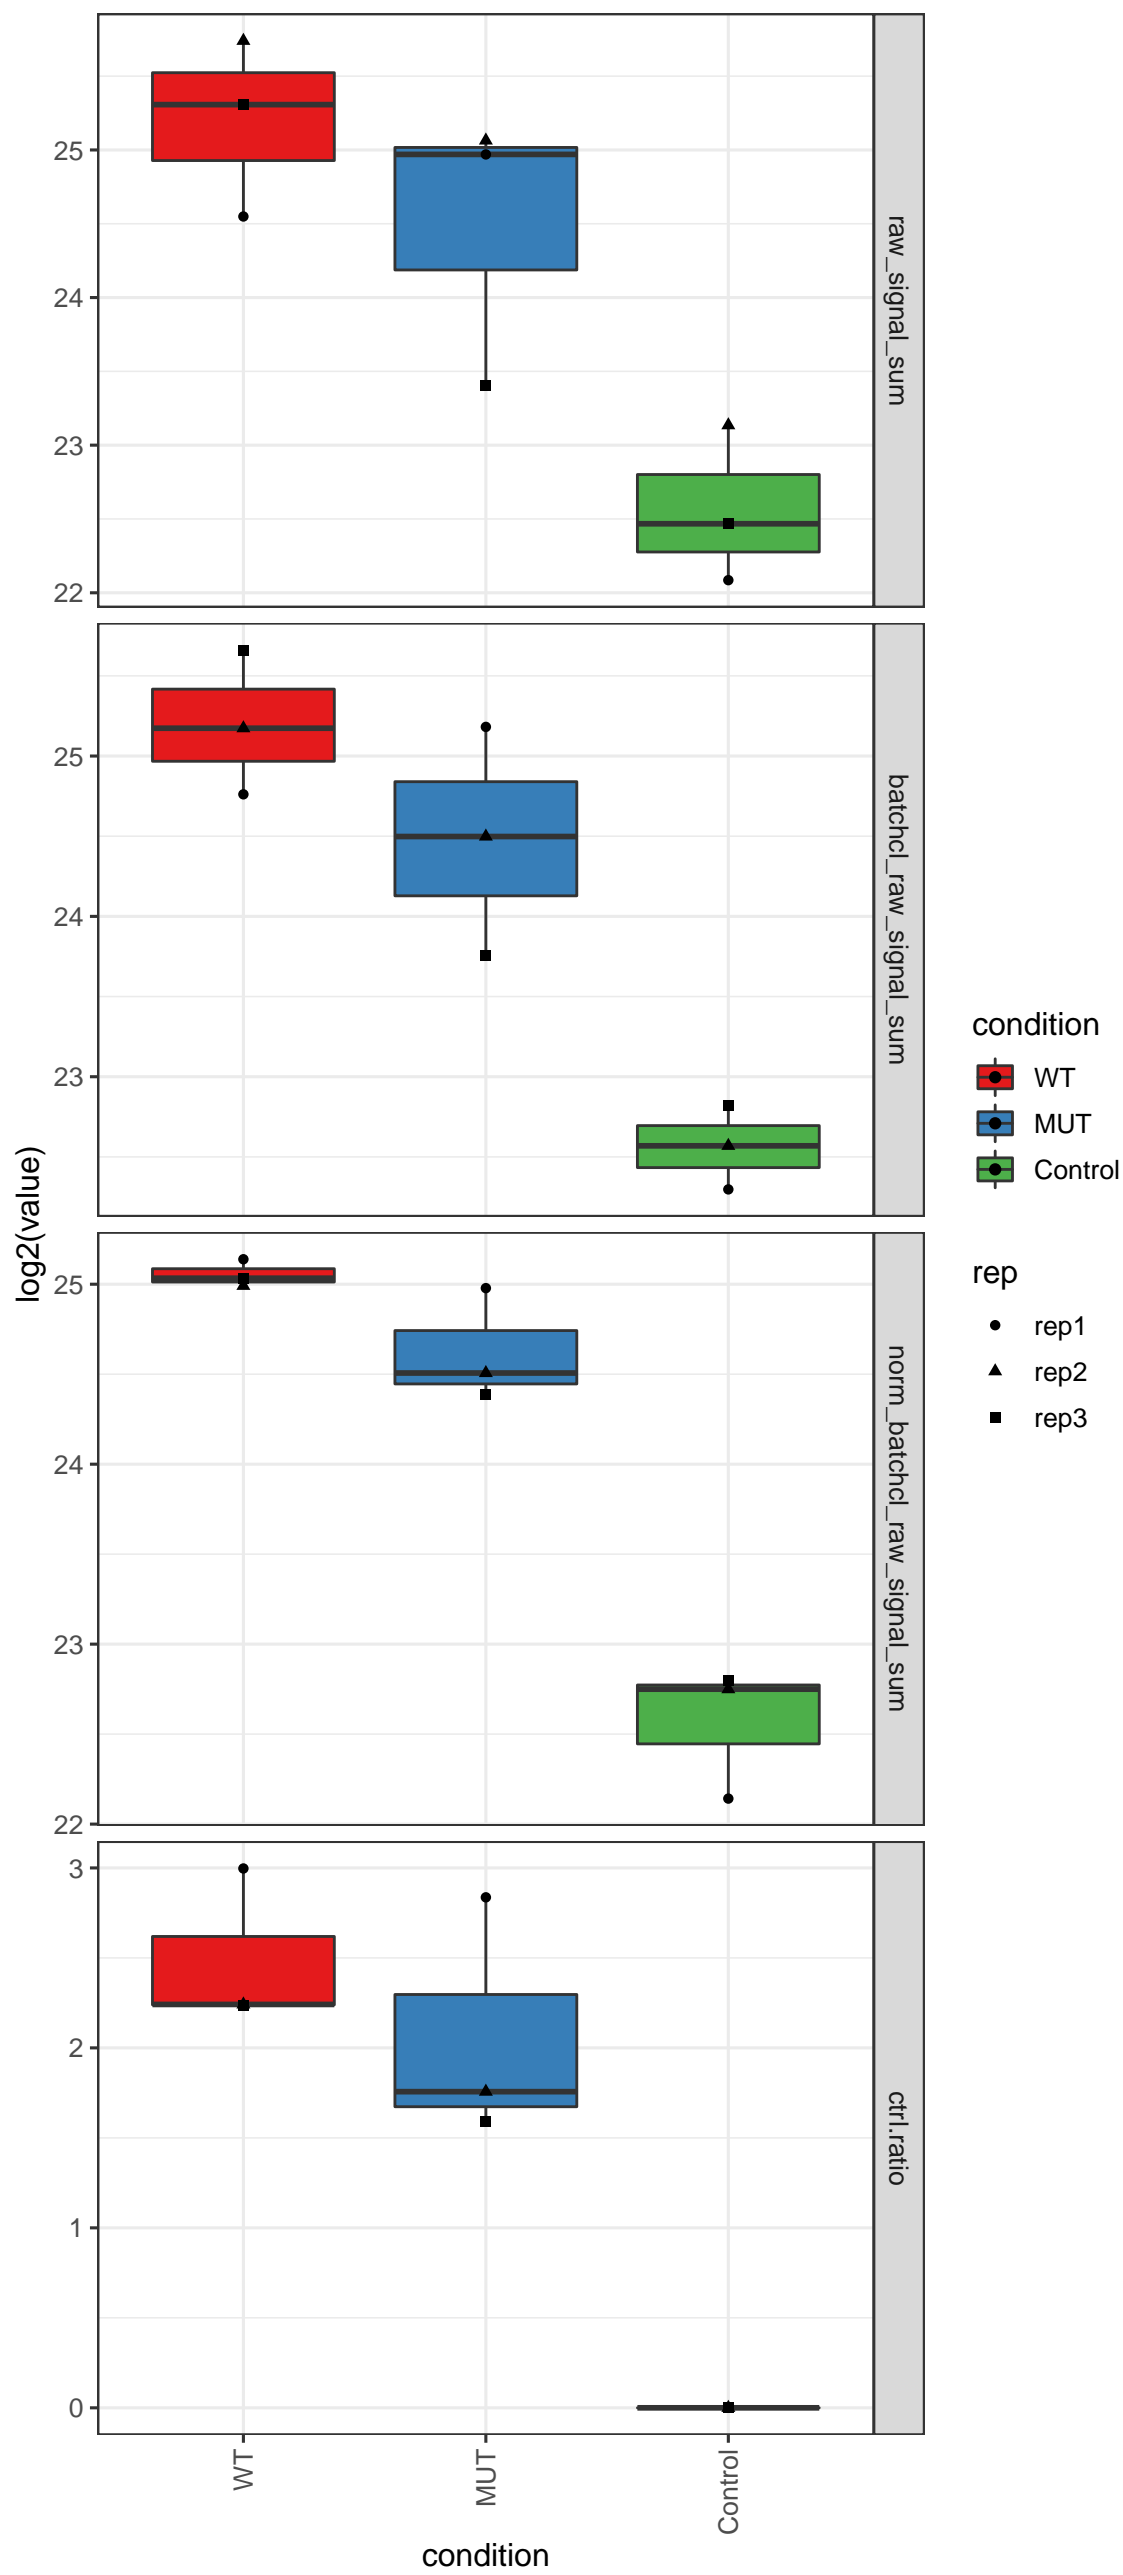 25
24
23
22
raw_signal_sum
25
24
23
batchcl_raw_signal_sum
25
24
23
22
norm_batchcl_raw_signal_sum
3
2
1
0
ctrl.ratio
log2(value)
WT
MUT
Control
condition
condition
WT
MUT
Control
rep
rep1
rep2
rep3